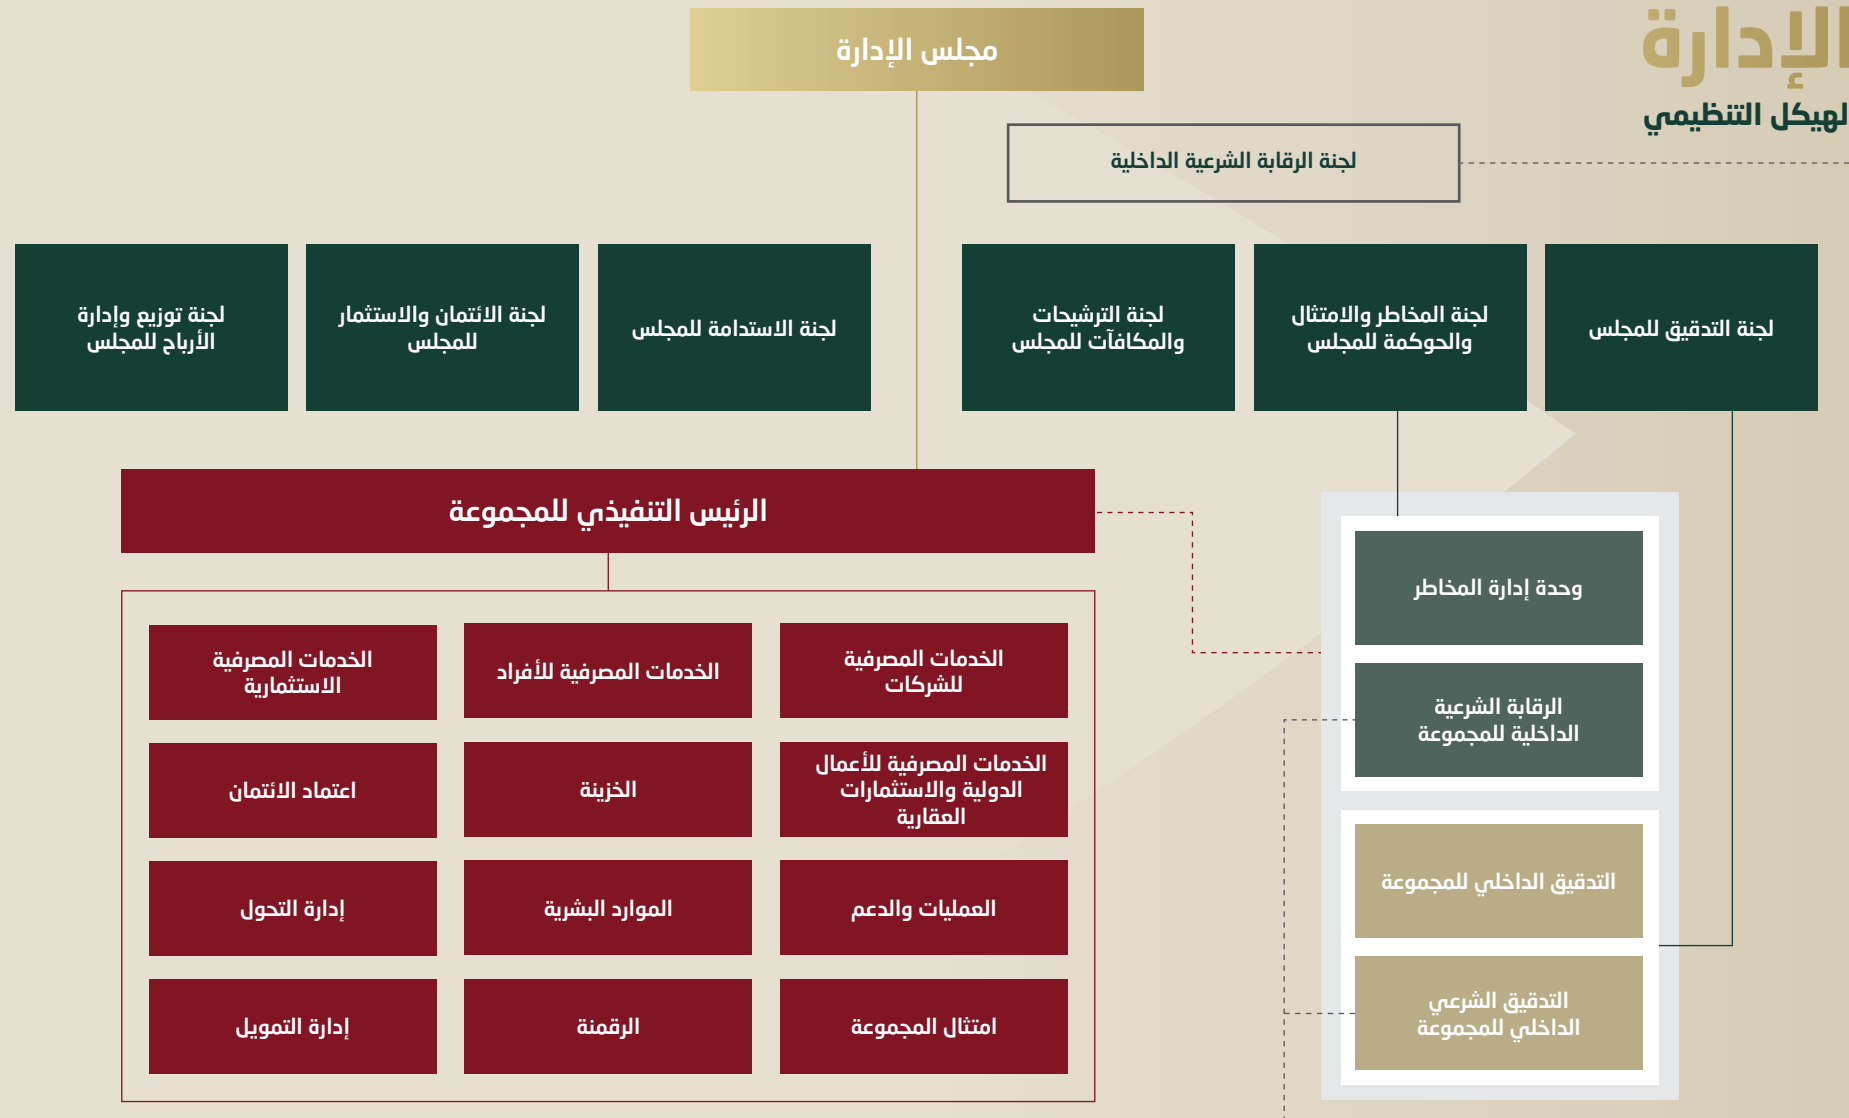 الإدارة
الهيكل التنظيمي
مجلس الإدارة
لجنة الرقابة الشرعية الداخلية
لجنة التدقيق للمجلس
لجنة المخاطر والامتثال
والحوكمة للمجلس
لجنة الترشيحات
والمكافآت للمجلس
لجنة الاستدامة للمجلس
لجنة الائتمان والاستثمار
للمجلس
لجنة توزيع وإدارة
الأرباح للمجلس
الرئيس التنفيذي للمجموعة
وحدة إدارة المخاطر
الرقابة الشرعية
الداخلية للمجموعة
التدقيق الداخلي للمجموعة
التدقيق الشرعي
الداخلي للمجموعة
الخدمات المصرفية
للشركات
الخدمات المصرفية للأفراد
الخدمات المصرفية
الاستثمارية
الخدمات المصرفية للأعمال
الدولية والاستثمارات
العقارية
الخزينة
اعتماد الائتمان
العمليات والدعم
الموارد البشرية
إدارة التحول
امتثال المجموعة
الرقمنة
إدارة التمويل